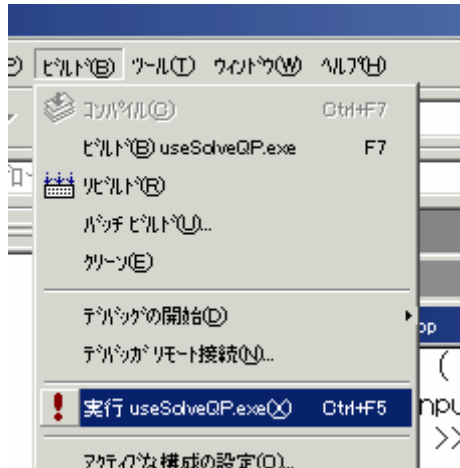 ﾋﾞﾙﾄﾞ(B) ﾂｰﾙ(T) ｳｨﾝﾄﾞｳ(W) ﾍﾙﾌﾟ(H)
ｺﾝﾊﾟｲﾙ(C) Ctrl+F7
ﾋﾞﾙﾄﾞ(B) useSolveQP.exe F7
ﾘﾋﾞﾙﾄﾞ(R)
ﾊﾞｯﾁ ﾋﾞﾙﾄﾞ(U)...
ｸﾘｰﾝ(E)
ﾃﾞﾊﾞｯｸﾞの開始(D)
ﾃﾞﾊﾞｯｶﾞ ﾘﾓｰﾄ接続(N)...
実行 useSolveQP.exe(X) Ctrl+F5
ｱｸﾃｨﾌﾞな構成の設定(O)...